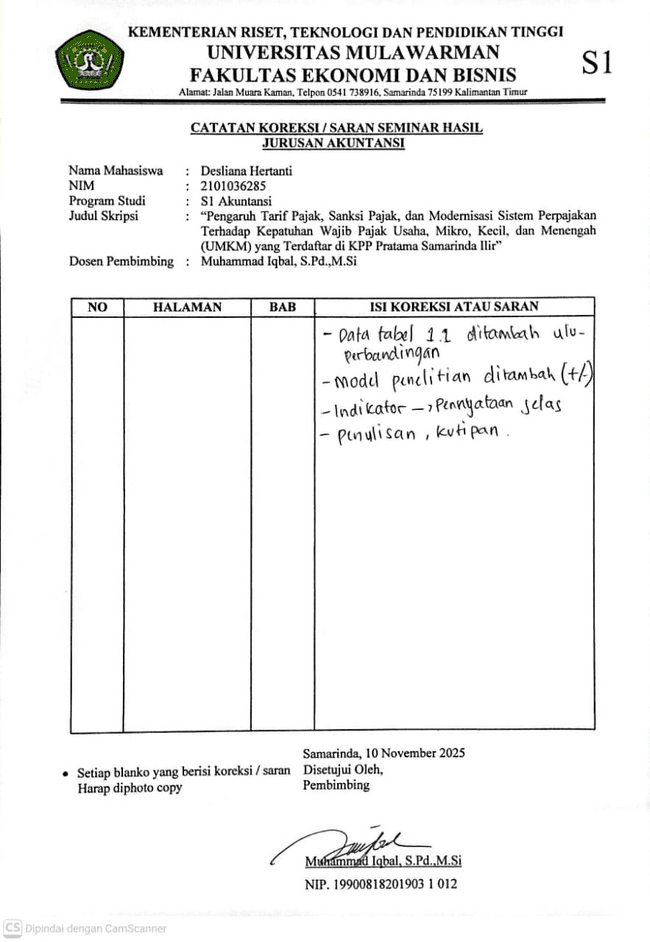 KEMENTERIAN RISET, TEKNOLOGI DAN PENDIDIKAN TINGGI
UNIVERSITAS MULAWARMAN
FAKULTAS EKONOMI DAN BISNIS
Alamat: Jalan Muara Kaman, Telpon 0541 738916, Samarinda 75199 Kalimantan Timur
S1
CATATAN KOREKSI / SARAN SEMINAR HASIL
JURUSAN AKUNTANSI
Nama Mahasiswa : Desliana Hertanti
NIM : 2101036285
Program Studi : S1 Akuntansi
Judul Skripsi : “Pengaruh Tarif Pajak, Sanksi Pajak, dan Modernisasi Sistem Perpajakan
Terhadap Kepatuhan Wajib Pajak Usaha, Mikro, Kecil, dan Menengah
(UMKM) yang Terdaftar di KPP Pratama Samarinda Ilir”
Dosen Pembimbing : Muhammad Iqbal, S.Pd.,M.Si
NO HALAMAN BAB ISI KOREKSI ATAU SARAN
- Data tabel 1.1 ditambah ulu-
perbandingan
- Model penelitian ditambah (+/-)
- Indikator -> Pennyataan jelas
- Penulisan, kutipan.
Samarinda, 10 November 2025
• Setiap blanko yang berisi koreksi / saran Disetujui Oleh,
Harap diphoto copy Pembimbing
Muhammad Iqbal, S.Pd.,M.Si
NIP. 19900818201903 1 012
CS Dipindai dengan CamScanner